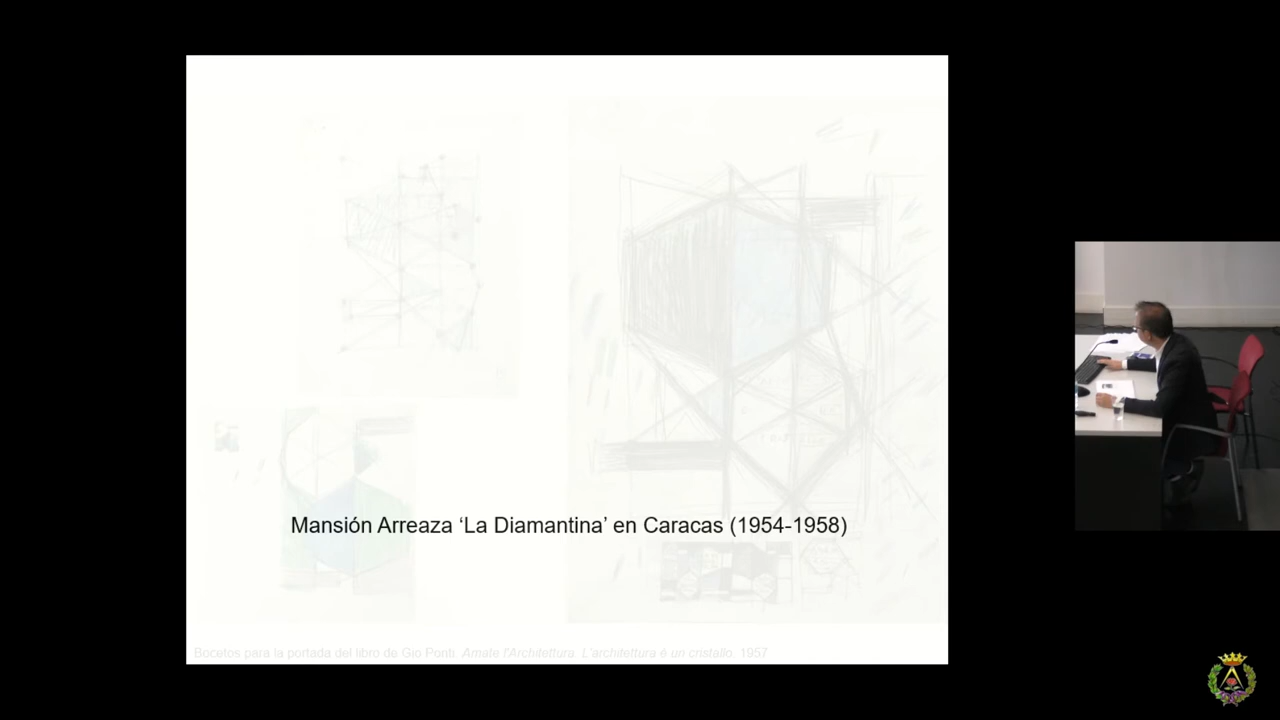 Mansión Arreaza ‘La Diamantina’ en Caracas (1954-1958)
Bocetos para la portada del libro de Gio Ponti. Amate l'Architettura. L'architettura è un cristallo. 1957